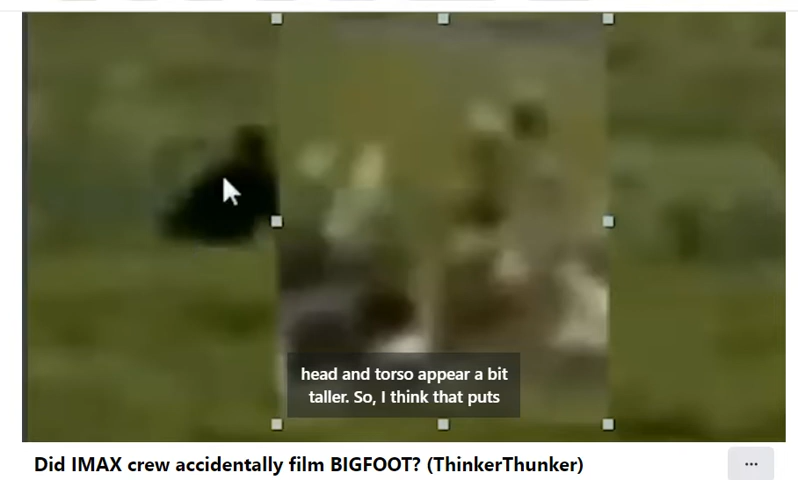 head and torso appear a bit
taller. So, I think that puts
Did IMAX crew accidentally film BIGFOOT? (ThinkerThunker)